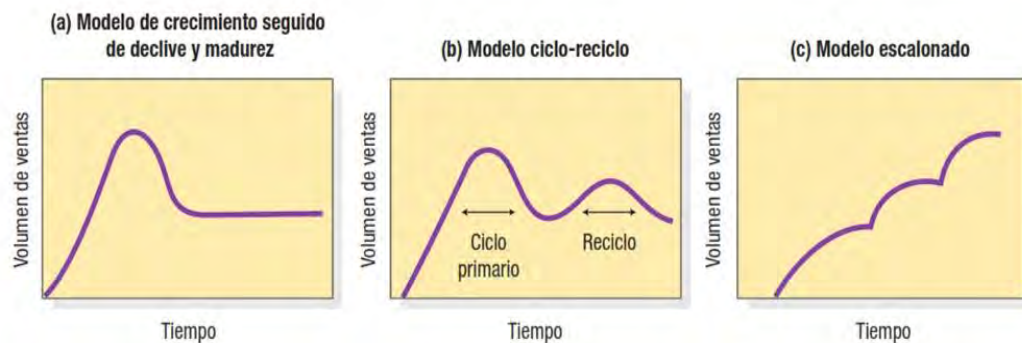 (a) Modelo de crecimiento seguido
de declive y madurez
Volumen de ventas
Tiempo
(b) Modelo ciclo-reciclo
Volumen de ventas
Ciclo
primario
Reciclo
Tiempo
(c) Modelo escalonado
Volumen de ventas
Tiempo